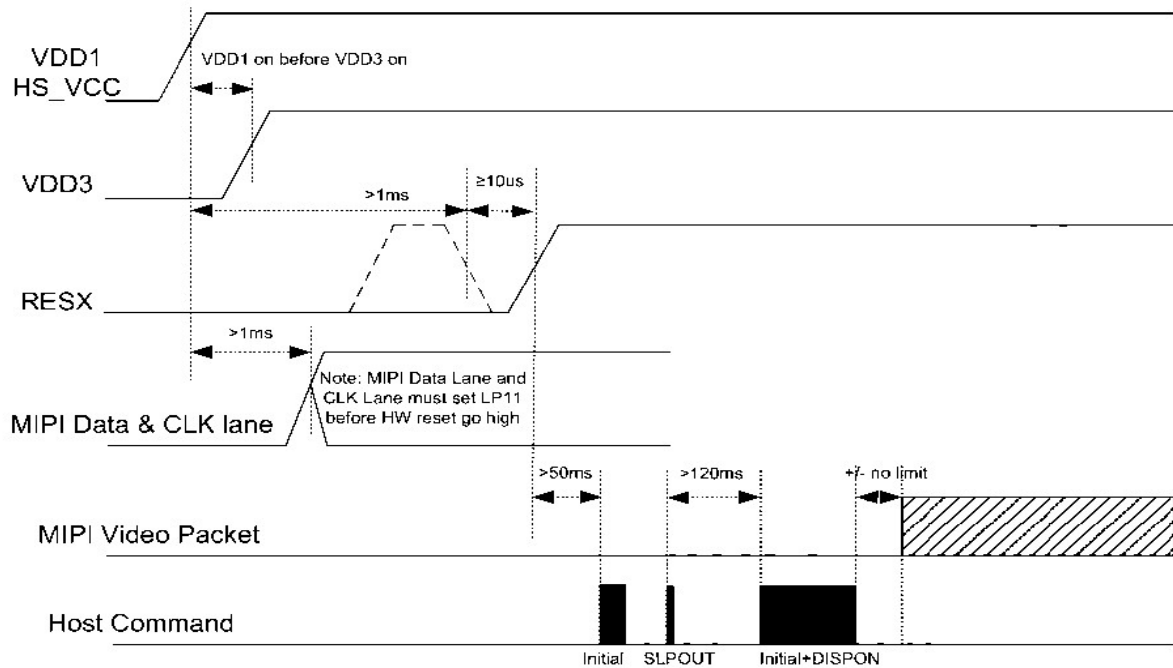 VDD1
HS_VCC
VDD1 on before VDD3 on
VDD3
>1ms
≥10us
RESX
>1ms
Note: MIPI Data Lane and
CLK Lane must set LP11
before HW reset go high
MIPI Data & CLK lane
>50ms
>120ms
+/- no limit
MIPI Video Packet
Host Command
Initial
SLPOUT
Initial+DISPON